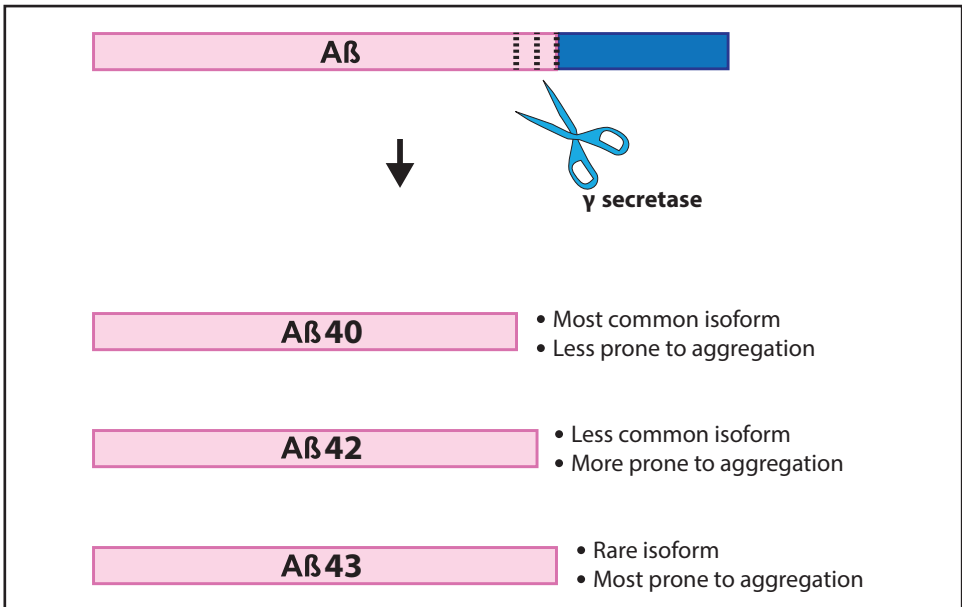 Aß
γ secretase
Aß40
• Most common isoform
• Less prone to aggregation
Aß42
• Less common isoform
• More prone to aggregation
Aß43
• Rare isoform
• Most prone to aggregation